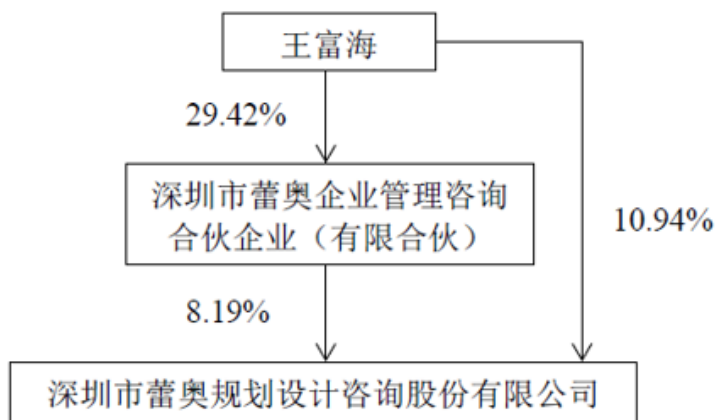 王富海
29.42%
深圳市蕾奥企业管理咨询
合伙企业（有限合伙）
10.94%
8.19%
深圳市蕾奥规划设计咨询股份有限公司